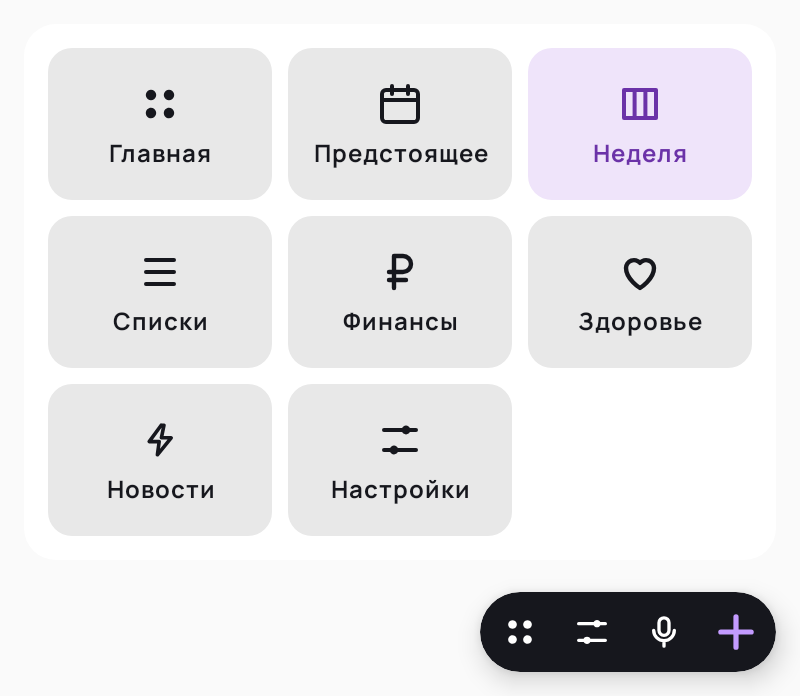 Главная
Предстоящее
Неделя
Списки
Финансы
Здоровье
Новости
Настройки